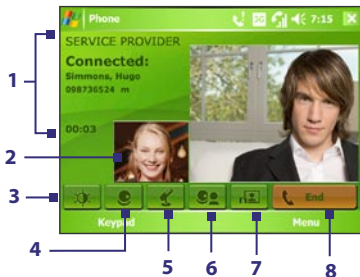 Phone 7:15
SERVICE PROVIDER
Connected:
Simmons, Hugo
098736524 m
00:03
End
Keypad Menu
1
2
3
4
5
6
7
8